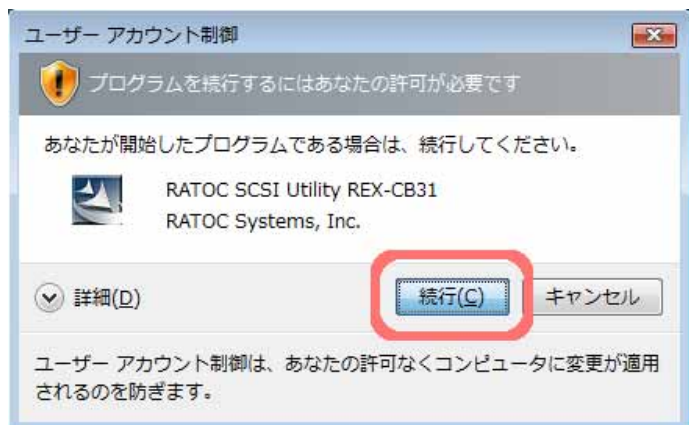 ユーザー アカウント制御
プログラムを続行するにはあなたの許可が必要です
あなたが開始したプログラムである場合は、続行してください。
RATOC SCSI Utility REX-CB31
RATOC Systems, Inc.
詳細(D) 続行(C) キャンセル
ユーザー アカウント制御は、あなたの許可なくコンピュータに変更が適用
されるのを防ぎます。